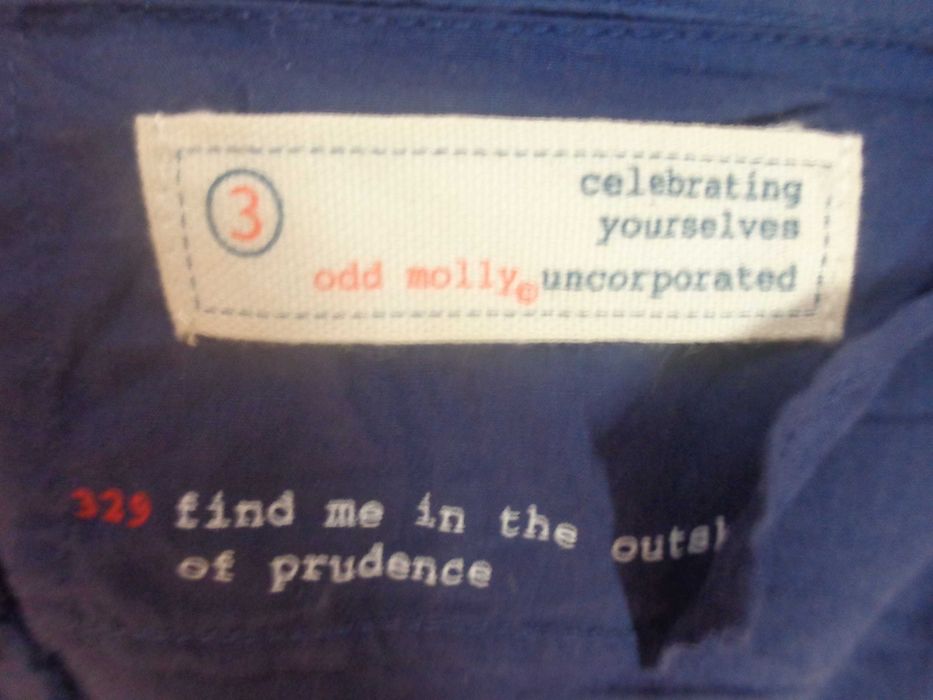 3
celebrating
yourselves
odd molly© uncorporated
329 find me in the
of prudence